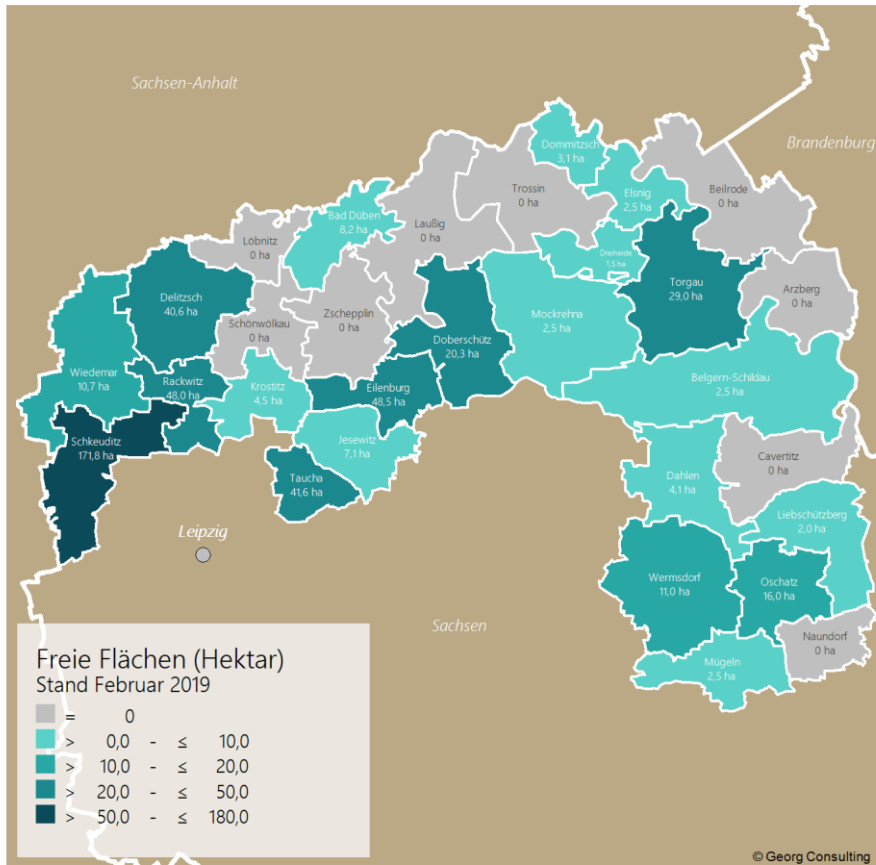 Sachsen-Anhalt
Brandenburg
Dommitzsch
3,1 ha
Trossin
0 ha
Elsnig
2,5 ha
Beilrode
0 ha
Bad Düben
8,2 ha
Laußig
0 ha
Löbnitz
0 ha
Dreiheide
1,5 ha
Torgau
29,0 ha
Arzberg
0 ha
Delitzsch
40,6 ha
Schönwölkau
0 ha
Zschepplin
0 ha
Mockrehna
2,5 ha
Doberschütz
20,3 ha
Wiedemar
10,7 ha
Rackwitz
48,0 ha
Krostitz
4,5 ha
Eilenburg
48,5 ha
Belgern-Schildau
2,5 ha
Schkeuditz
171,8 ha
Jesewitz
7,1 ha
Taucha
41,6 ha
Cavertitz
0 ha
Dahlen
4,1 ha
Liebschützberg
2,0 ha
Leipzig
Wermsdorf
11,0 ha
Oschatz
16,0 ha
Sachsen
Naundorf
0 ha
Mügeln
2,5 ha
Freie Flächen (Hektar)
Stand Februar 2019
= 0
> 0,0 - ≤ 10,0
> 10,0 - ≤ 20,0
> 20,0 - ≤ 50,0
> 50,0 - ≤ 180,0
© Georg Consulting